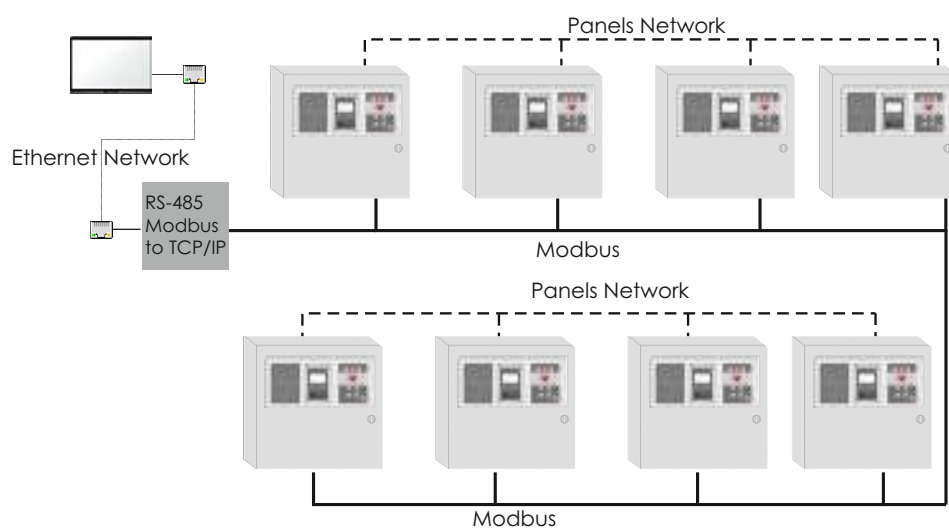 Panels Network
Ethernet Network
RS-485
Modbus
to TCP/IP
Modbus
Panels Network
Modbus